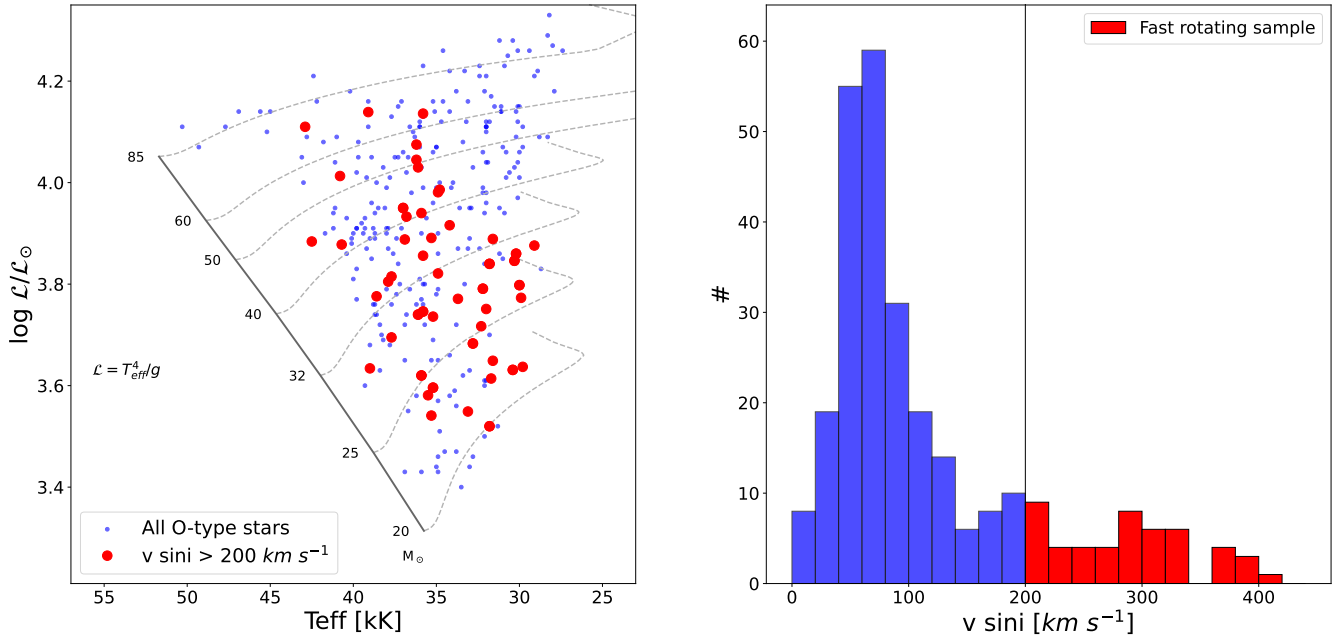 log ℒ/ℒ⊙
4.2
4.0
3.8
3.6
3.4
85
60
50
40
32
25
20
M⊙
ℒ = T⁴eff/g
All O-type stars
v sini > 200 km s⁻¹
55 50 45 40 35 30 25
Teff [kK]
#
60
50
40
30
20
10
0
Fast rotating sample
0 100 200 300 400
v sini [km s⁻¹]